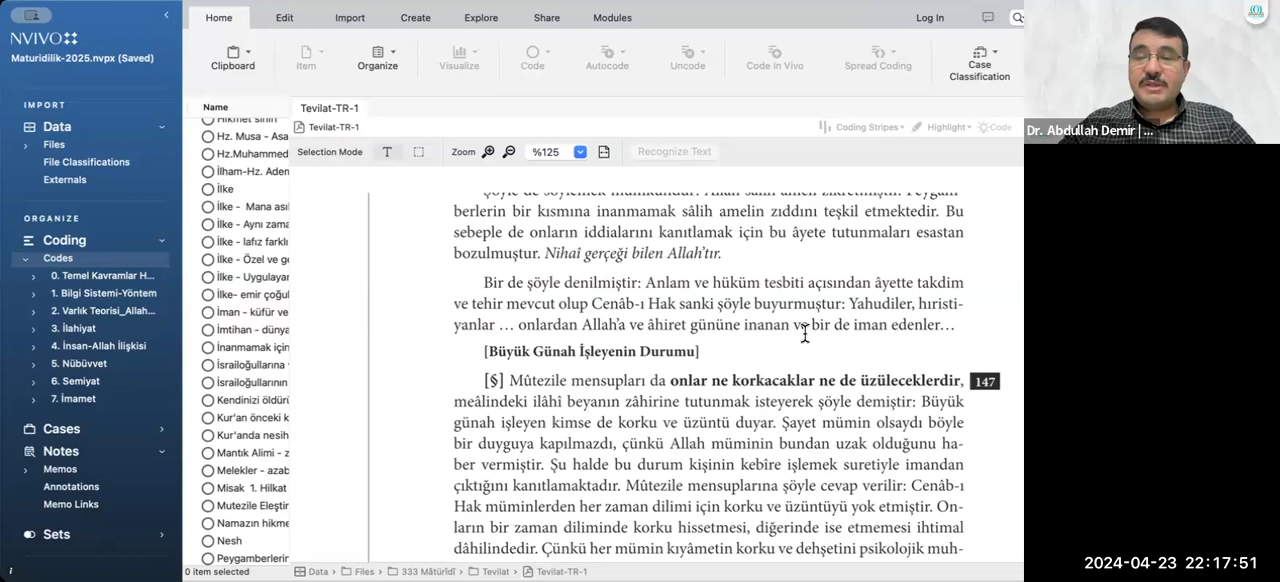 NVIVO
Maturidilik-2025.nvpx (Saved)
IMPORT
Data
Files
File Classifications
Externals
ORGANIZE
Coding
Codes
0. Temel Kavramlar H...
1. Bilgi Sistemi-Yöntem
2. Varlık Teorisi_Allah...
3. İlahiyat
4. İnsan-Allah İlişkisi
5. Nübüvvet
6. Semiyat
7. İmamet
Cases
Notes
Memos
Annotations
Memo Links
Sets
Home Edit Import Create Explore Share Modules Log In
Clipboard Item Organize Visualize Code Autocode Uncode Code In Vivo Spread Coding Case Classification
Name
Hikmet sınırı
Hz. Musa - Asa
Hz.Muhammed
İlham-Hz. Aden
İlke
İlke - Mana ası
İlke - Aynı zama
İlke - lafız farklı
İlke - Özel ve ge
İlke - Uygulayar
İlke- emir çoğul
İman - küfür ve
İmtihan - dünya
İnanmamak için
İsrailoğullarına
İsrailoğullarının
Kendinizi öldürü
Kur'an önceki k
Kur'anda nesih
Mantık Alimi - z
Melekler - azab
Misak 1. Hilkat
Mutezile Eleştir
Namazın hikme
Nesh
Peygamberlerin
0 item selected
Tevilat-TR-1
Tevilat-TR-1 Coding Stripes Highlight Code
Selection Mode T Zoom %125 Recognize Text
Şöyle de söylemek mümkündür: Allah sâlih ameli zikretmiştir. Peygam-
berlerin bir kısmına inanmamak sâlih amelin zıddını teşkil etmektedir. Bu
sebeple de onların iddialarını kanıtlamak için bu âyete tutunmaları esastan
bozulmuştur. Nihaî gerçeği bilen Allah'tır.
Bir de şöyle denilmiştir: Anlam ve hüküm tesbiti açısından âyette takdim
ve tehir mevcut olup Cenâb-ı Hak sanki şöyle buyurmuştur: Yahudiler, hıristi-
yanlar … onlardan Allah'a ve âhiret gününe inanan ve bir de iman edenler…
[Büyük Günah İşleyenin Durumu]
[§] Mûtezile mensupları da onlar ne korkacaklar ne de üzüleceklerdir, 147
meâlindeki ilâhî beyanın zâhirine tutunmak isteyerek şöyle demiştir: Büyük
günah işleyen kimse de korku ve üzüntü duyar. Şayet mümin olsaydı böyle
bir duyguya kapılmazdı, çünkü Allah müminin bundan uzak olduğunu ha-
ber vermiştir. Şu halde bu durum kişinin kebîre işlemek suretiyle imandan
çıktığını kanıtlamaktadır. Mûtezile mensuplarına şöyle cevap verilir: Cenâb-ı
Hak müminlerden her zaman dilimi için korku ve üzüntüyü yok etmiştir. On-
ların bir zaman diliminde korku hissetmesi, diğerinde ise etmemesi ihtimal
dâhilindedir. Çünkü her mümin kıyâmetin korku ve dehşetini psikolojik muh-
Data Files 333 Mâtürîdî Tevilat Tevilat-TR-1
Dr. Abdullah Demir | ...
2024-04-23 22:17:51